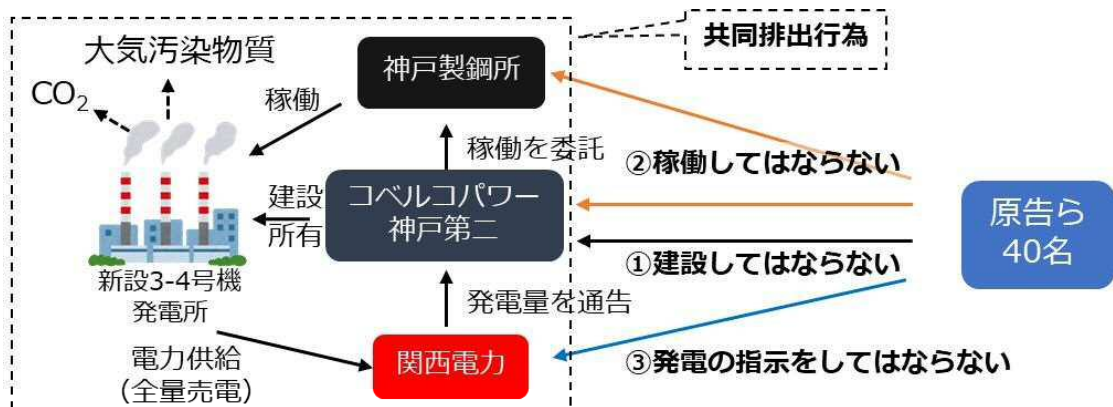 大気汚染物質
CO2
稼働
神戸製鋼所
共同排出行為
稼働を委託
②稼働してはならない
建設
所有
コベルコパワー
神戸第二
原告ら
40名
①建設してはならない
新設3-4号機
発電所
発電量を通告
電力供給
(全量売電)
関西電力
③発電の指示をしてはならない